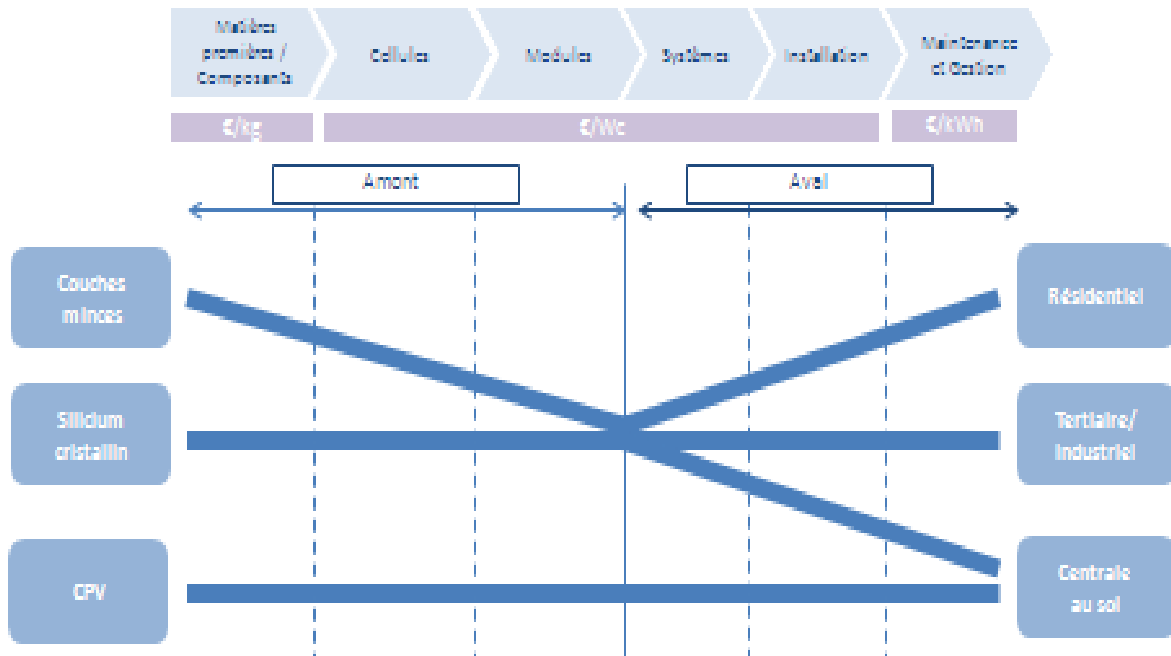 Matières
premières /
Composants
Cellules
Modules
Systèmes
Installation
Maintenance
et Gestion
€/kg
€/Wc
€/kWh
Amont
Aval
Couches
minces
Résidentiel
Silicium
cristallin
Tertiaire/
industriel
CPV
Centrale
au sol